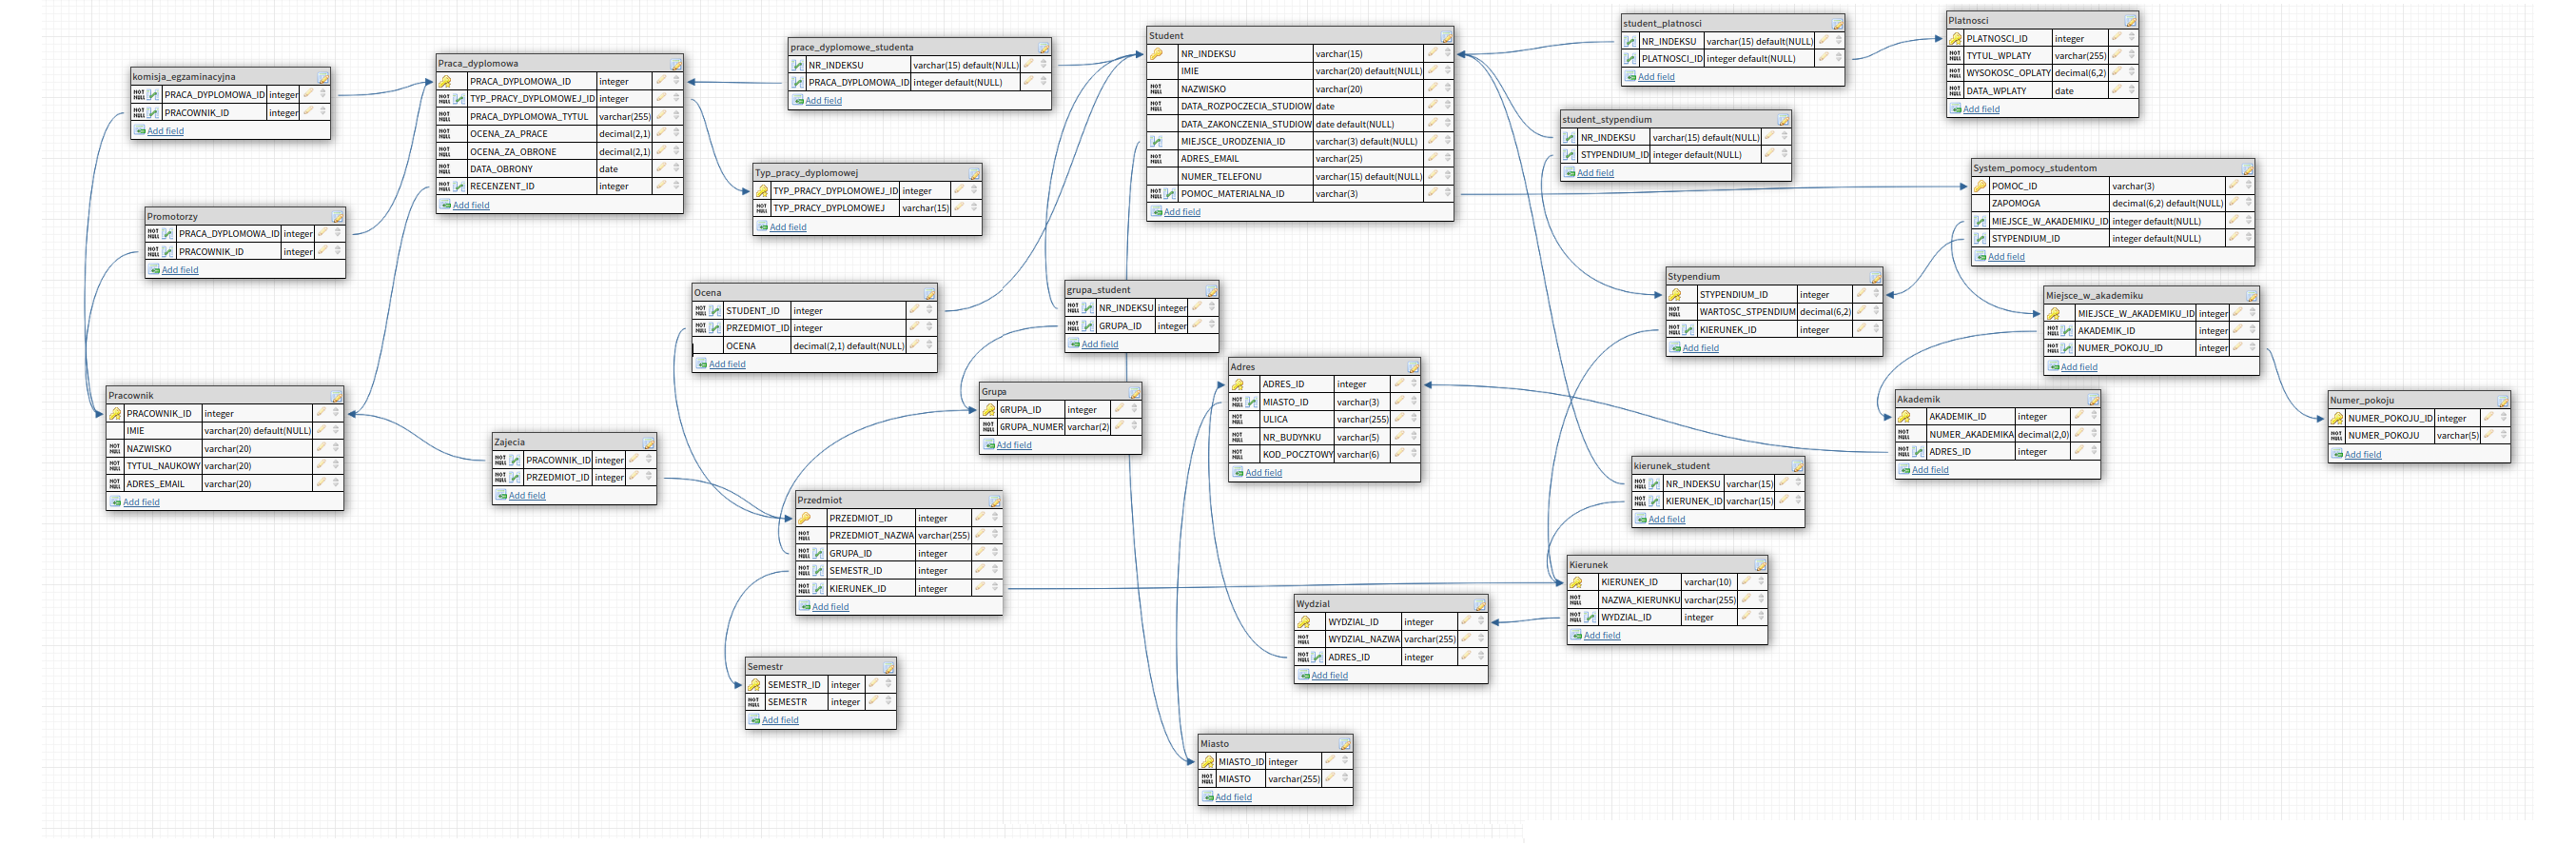 komisja_egzaminacyjna
NOT NULL PRACA_DYPLOMOWA_ID integer
NOT NULL PRACOWNIK_ID integer
Add field
Praca_dyplomowa
PRACA_DYPLOMOWA_ID integer
NOT NULL TYP_PRACY_DYPLOMOWEJ_ID integer
NOT NULL PRACA_DYPLOMOWA_TYTUL varchar(255)
NOT NULL OCENA_ZA_PRACE decimal(2,1)
NOT NULL OCENA_ZA_OBRONE decimal(2,1)
NOT NULL DATA_OBRONY date
NOT NULL RECENZENT_ID integer
Add field
prace_dyplomowe_studenta
NR_INDEKSU varchar(15) default(NULL)
PRACA_DYPLOMOWA_ID integer default(NULL)
Add field
Student
NR_INDEKSU varchar(15)
IMIE varchar(20) default(NULL)
NOT NULL NAZWISKO varchar(20)
NOT NULL DATA_ROZPOCZECIA_STUDIOW date
DATA_ZAKONCZENIA_STUDIOW date default(NULL)
MIEJSCE_URODZENIA_ID varchar(3) default(NULL)
NOT NULL ADRES_EMAIL varchar(25)
NUMER_TELEFONU varchar(15) default(NULL)
NOT NULL POMOC_MATERIALNA_ID varchar(3)
Add field
student_platnosci
NR_INDEKSU varchar(15) default(NULL)
PLATNOSCI_ID integer default(NULL)
Add field
Platnosci
PLATNOSCI_ID integer
NOT NULL TYTUL_WPLATY varchar(255)
NOT NULL WYSOKOSC_OPLATY decimal(6,2)
NOT NULL DATA_WPLATY date
Add field
student_stypendium
NR_INDEKSU varchar(15) default(NULL)
STYPENDIUM_ID integer default(NULL)
Add field
System_pomocy_studentom
POMOC_ID varchar(3)
ZAPOMOGA decimal(6,2) default(NULL)
MIEJSCE_W_AKADEMIKU_ID integer default(NULL)
STYPENDIUM_ID integer default(NULL)
Add field
Typ_pracy_dyplomowej
TYP_PRACY_DYPLOMOWEJ_ID integer
NOT NULL TYP_PRACY_DYPLOMOWEJ varchar(15)
Add field
Promotorzy
NOT NULL PRACA_DYPLOMOWA_ID integer
NOT NULL PRACOWNIK_ID integer
Add field
Ocena
NOT NULL STUDENT_ID integer
NOT NULL PRZEDMIOT_ID integer
OCENA decimal(2,1) default(NULL)
Add field
grupa_student
NOT NULL NR_INDEKSU integer
NOT NULL GRUPA_ID integer
Add field
Stypendium
STYPENDIUM_ID integer
NOT NULL WARTOSC_STPENDIUM decimal(6,2)
NOT NULL KIERUNEK_ID integer
Add field
Miejsce_w_akademiku
MIEJSCE_W_AKADEMIKU_ID integer
NOT NULL AKADEMIK_ID integer
NOT NULL NUMER_POKOJU_ID integer
Add field
Pracownik
PRACOWNIK_ID integer
IMIE varchar(20) default(NULL)
NOT NULL NAZWISKO varchar(20)
NOT NULL TYTUL_NAUKOWY varchar(20)
NOT NULL ADRES_EMAIL varchar(20)
Add field
Grupa
GRUPA_ID integer
NOT NULL GRUPA_NUMER varchar(2)
Add field
Adres
ADRES_ID integer
NOT NULL MIASTO_ID varchar(3)
NOT NULL ULICA varchar(255)
NOT NULL NR_BUDYNKU varchar(5)
NOT NULL KOD_POCZTOWY varchar(6)
Add field
Akademik
AKADEMIK_ID integer
NOT NULL NUMER_AKADEMIKA decimal(2,0)
NOT NULL ADRES_ID integer
Add field
Numer_pokoju
NUMER_POKOJU_ID integer
NOT NULL NUMER_POKOJU varchar(5)
Add field
Zajecia
NOT NULL PRACOWNIK_ID integer
NOT NULL PRZEDMIOT_ID integer
Add field
kierunek_student
NOT NULL NR_INDEKSU varchar(15)
NOT NULL KIERUNEK_ID varchar(15)
Add field
Przedmiot
PRZEDMIOT_ID integer
NOT NULL PRZEDMIOT_NAZWA varchar(255)
NOT NULL GRUPA_ID integer
NOT NULL SEMESTR_ID integer
NOT NULL KIERUNEK_ID integer
Add field
Kierunek
KIERUNEK_ID varchar(10)
NOT NULL NAZWA_KIERUNKU varchar(255)
NOT NULL WYDZIAL_ID integer
Add field
Wydzial
WYDZIAL_ID integer
NOT NULL WYDZIAL_NAZWA varchar(255)
NOT NULL ADRES_ID integer
Add field
Semestr
SEMESTR_ID integer
NOT NULL SEMESTR integer
Add field
Miasto
MIASTO_ID integer
NOT NULL MIASTO varchar(255)
Add field